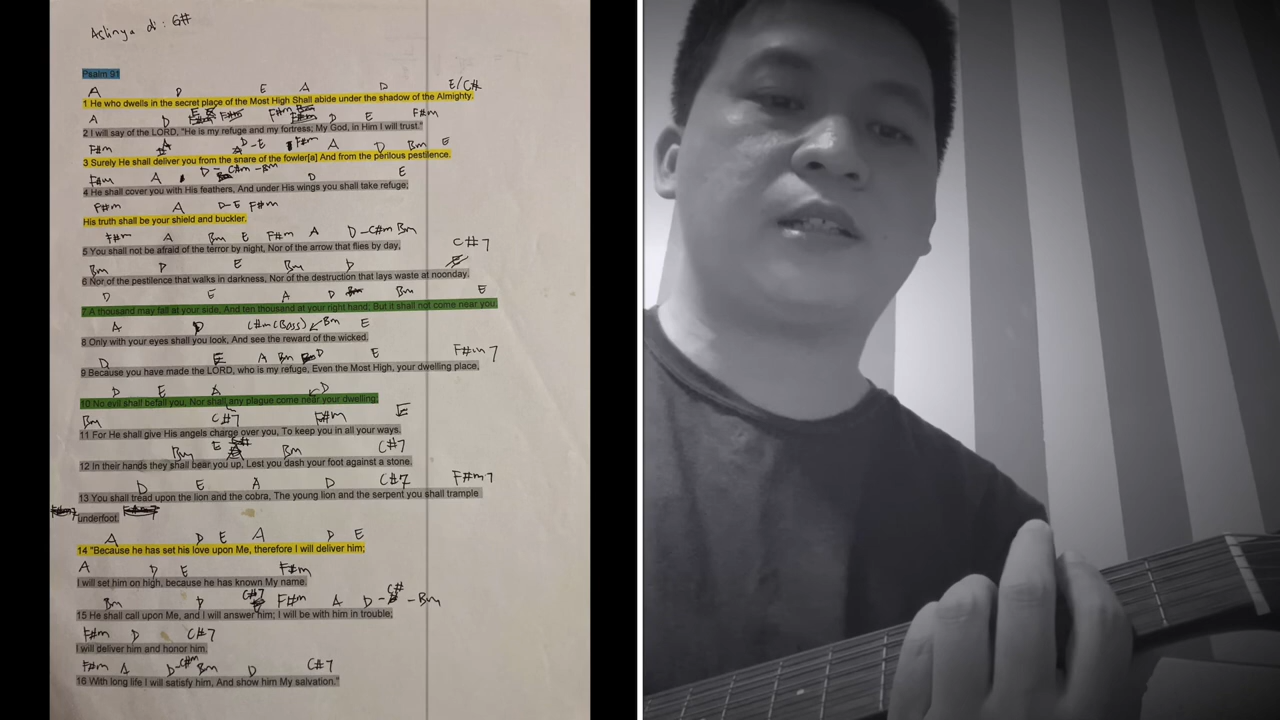 Aslinya di : G#
Psalm 91
A D E A D E/C#
1 He who dwells in the secret place of the Most High Shall abide under the shadow of the Almighty.
A D F#m D E F#m
2 I will say of the LORD, "He is my refuge and my fortress; My God, in Him I will trust."
F#m A D-E F#m A D Bm E
3 Surely He shall deliver you from the snare of the fowler[a] And from the perilous pestilence.
F#m A D- C#m -Bm D E
4 He shall cover you with His feathers, And under His wings you shall take refuge;
F#m A D-E F#m
His truth shall be your shield and buckler.
F#m A Bm E F#m A D-C#m Bm
5 You shall not be afraid of the terror by night, Nor of the arrow that flies by day,
Bm D E Bm D C#7
6 Nor of the pestilence that walks in darkness, Nor of the destruction that lays waste at noonday.
D E A D Bm E
7 A thousand may fall at your side, And ten thousand at your right hand; But it shall not come near you.
A D C#m (Bass) Bm E
8 Only with your eyes shall you look, And see the reward of the wicked.
D E A Bm D E F#m7
9 Because you have made the LORD, who is my refuge, Even the Most High, your dwelling place,
D E A D
10 No evil shall befall you, Nor shall any plague come near your dwelling;
Bm C#7 F#m E
11 For He shall give His angels charge over you, To keep you in all your ways.
Bm E Bm C#7
12 In their hands they shall bear you up, Lest you dash your foot against a stone.
D E A D C#7 F#m7
13 You shall tread upon the lion and the cobra, The young lion and the serpent you shall trample
underfoot.
A D E A D E
14 "Because he has set his love upon Me, therefore I will deliver him;
A D E F#m
I will set him on high, because he has known My name.
Bm D C#7 F#m A D - C# - Bm
15 He shall call upon Me, and I will answer him; I will be with him in trouble;
F#m D C#7
I will deliver him and honor him.
F#m A D-C#m Bm D C#7
16 With long life I will satisfy him, And show him My salvation."